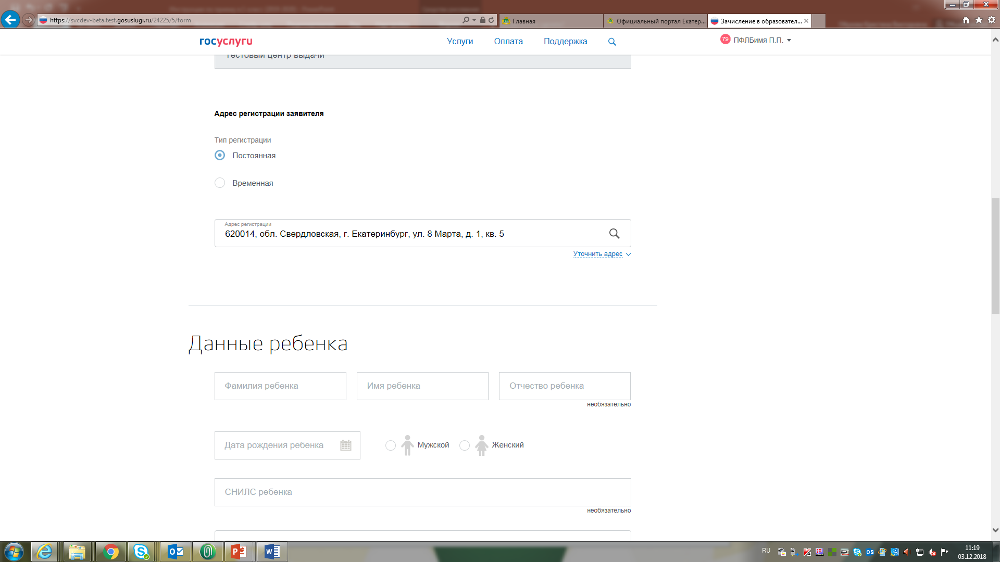 https://svcdev-beta.test.gosuslugi.ru/24225/5/form
Главная
Официальный портал Екатер...
Зачисление в образовател...
госуслуги
Услуги
Оплата
Поддержка
79
ПФЛБимя П.П.
Тестовый центр выдачи
Адрес регистрации заявителя
Тип регистрации
Постоянная
Временная
Адрес регистрации
620014, обл. Свердловская, г. Екатеринбург, ул. 8 Марта, д. 1, кв. 5
Уточнить адрес
Данные ребенка
Фамилия ребенка
Имя ребенка
Отчество ребенка
необязательно
Дата рождения ребенка
Мужской
Женский
СНИЛС ребенка
необязательно
RU
11:19
03.12.2018